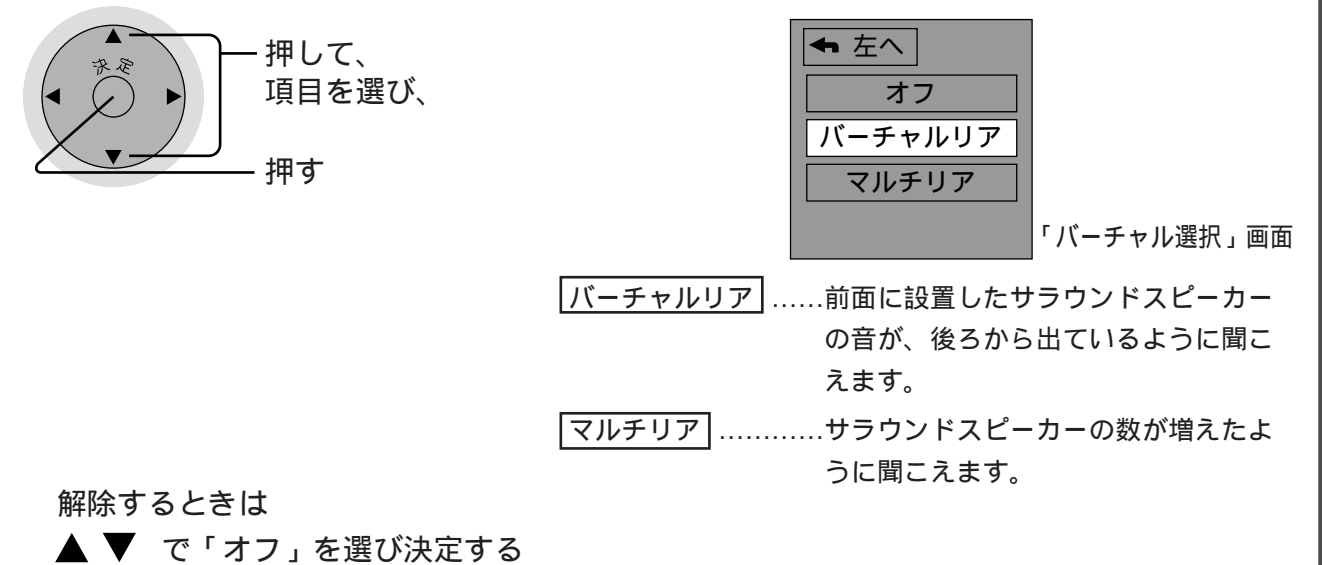 決定
押して、
項目を選び、
押す
左へ
オフ
バーチャルリア
マルチリア
「バーチャル選択」画面
バーチャルリア ......前面に設置したサラウンドスピーカー
の音が、後ろから出ているように聞こ
えます。
マルチリア ............サラウンドスピーカーの数が増えたよ
うに聞こえます。
解除するときは
▲ ▼ で「オフ」を選び決定する